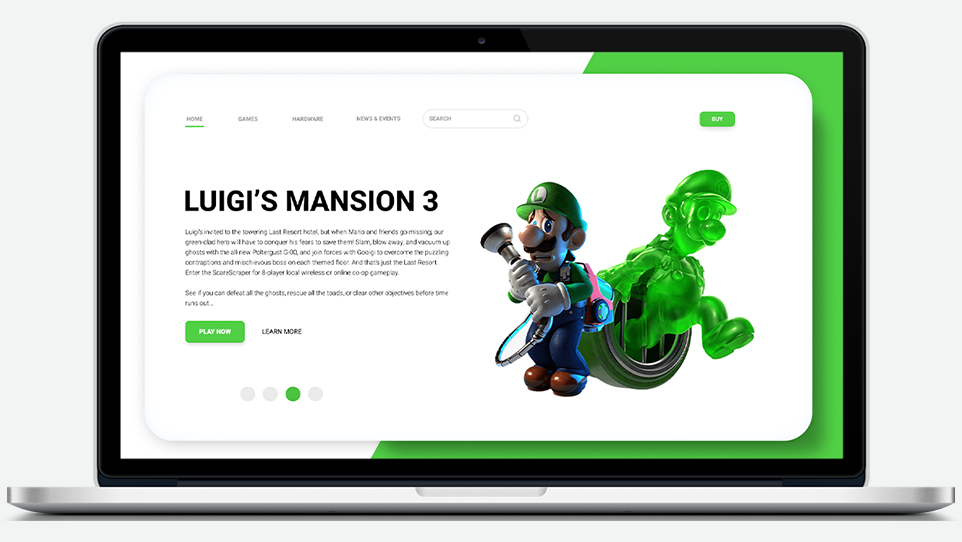 HOME GAMES HARDWARE NEWS & EVENTS SEARCH BUY
LUIGI'S MANSION 3
Luigi's invited to the towering Last Resort hotel, but when Mario and friends go missing, our
green-clad hero will have to conquer his fears to save them! Slam, blow away, and vacuum up
ghosts with the all-new Poltergust G-00, and join forces with Gooigi to overcome the puzzling
contraptions and mischievous boss on each themed floor. And that's just the Last Resort.
Enter the ScareScraper for 8-player local wireless or online co-op gameplay.
See if you can defeat all the ghosts, rescue all the toads, or clear other objectives before time
runs out...
PLAY NOW LEARN MORE
L